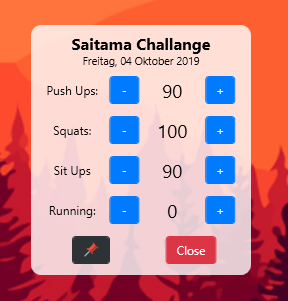 Saitama Challange
Freitag, 04 Oktober 2019
Push Ups: - 90 +
Squats: - 100 +
Sit Ups - 90 +
Running: - 0 +
Close